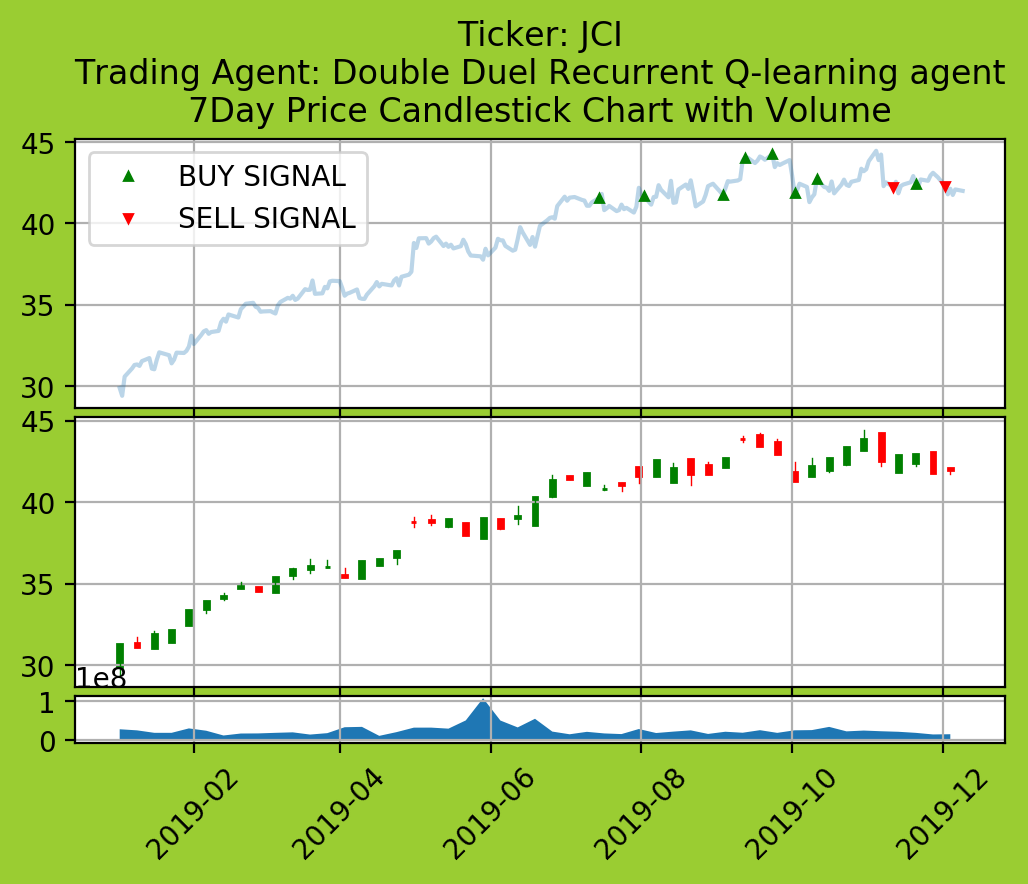 Ticker: JCI
Trading Agent: Double Duel Recurrent Q-learning agent
7Day Price Candlestick Chart with Volume
45
BUY SIGNAL
SELL SIGNAL
40
35
30
45
40
35
30
1e8
1
0
2019-02
2019-04
2019-06
2019-08
2019-10
2019-12